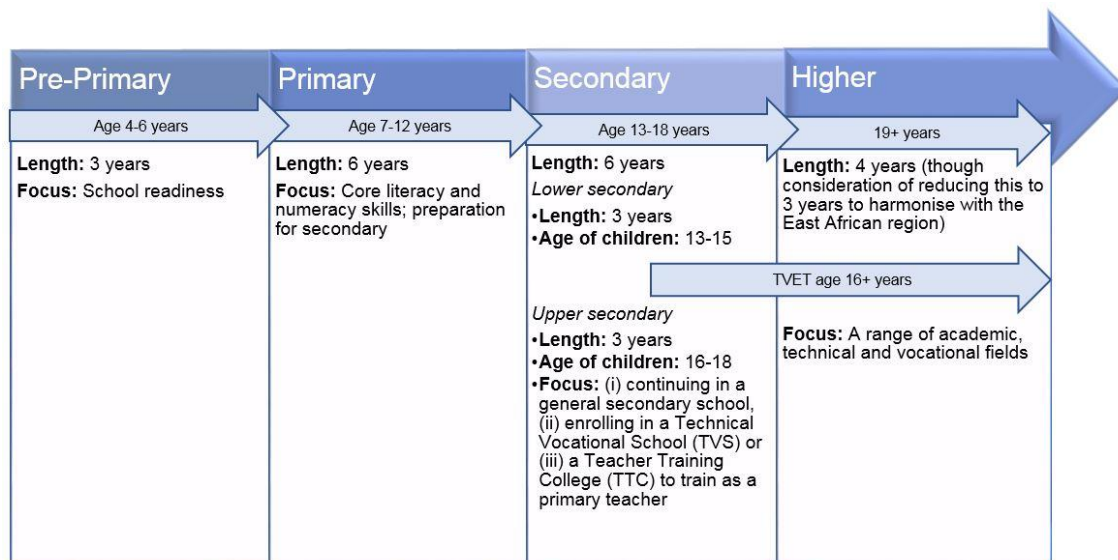 Pre-Primary
Primary
Secondary
Higher
Age 4-6 years
Age 7-12 years
Age 13-18 years
19+ years
Length: 3 years
Focus: School readiness
Length: 6 years
Focus: Core literacy and
numeracy skills; preparation
for secondary
Length: 6 years
Lower secondary
•Length: 3 years
•Age of children: 13-15
Upper secondary
•Length: 3 years
•Age of children: 16-18
•Focus: (i) continuing in a
general secondary school,
(ii) enrolling in a Technical
Vocational School (TVS) or
(iii) a Teacher Training
College (TTC) to train as a
primary teacher
Length: 4 years (though
consideration of reducing this to
3 years to harmonise with the
East African region)
TVET age 16+ years
Focus: A range of academic,
technical and vocational fields